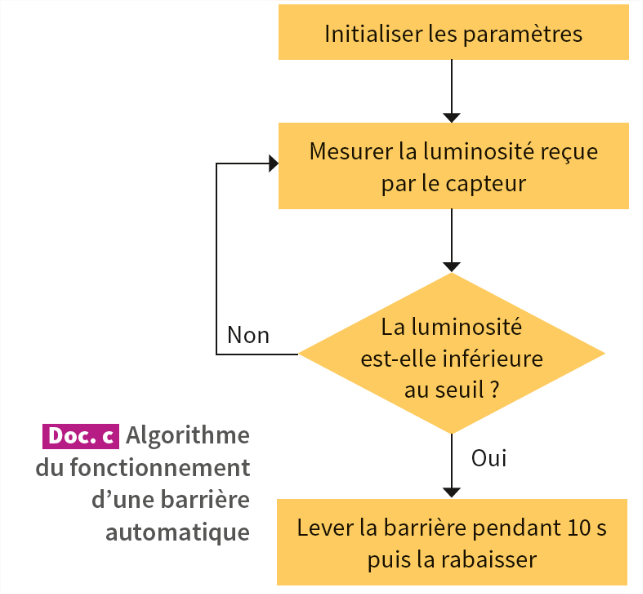 Initialiser les paramètres
Mesurer la luminosité reçue
par le capteur
La luminosité
est-elle inférieure
au seuil ?
Non
Oui
Lever la barrière pendant 10 s
puis la rabaisser
Doc. c Algorithme
du fonctionnement
d’une barrière
automatique